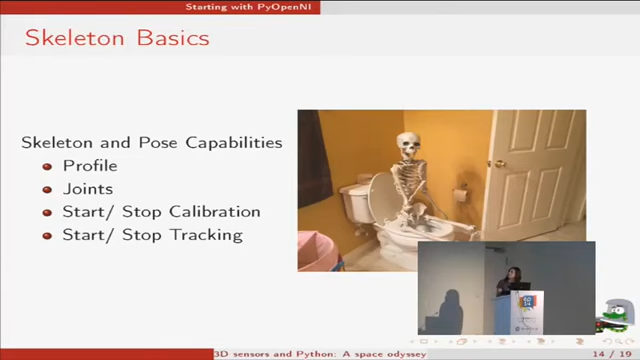 Starting with PyOpenNI
Skeleton Basics
Skeleton and Pose Capabilities
Profile
Joints
Start/ Stop Calibration
Start/ Stop Tracking
3D sensors and Python: A space odyssey
14 / 19